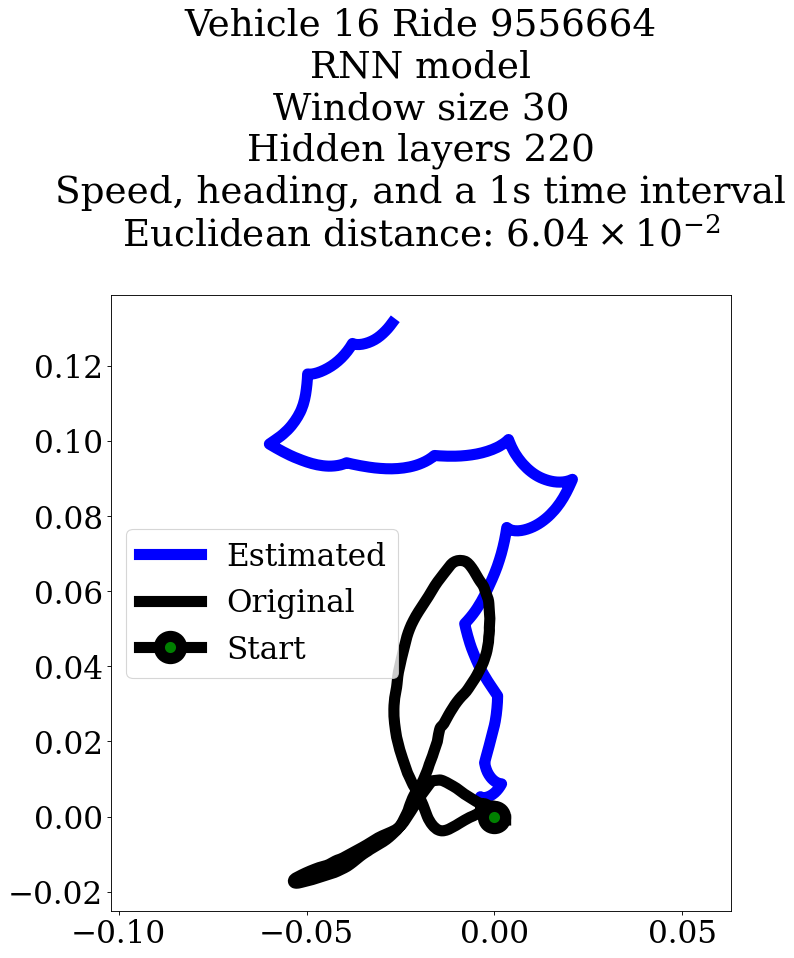 Vehicle 16 Ride 9556664
RNN model
Window size 30
Hidden layers 220
Speed, heading, and a 1s time interval
Euclidean distance: 6.04 × 10⁻²
0.12
0.10
0.08
0.06
0.04
0.02
0.00
−0.02
Estimated
Original
Start
−0.10
−0.05
0.00
0.05